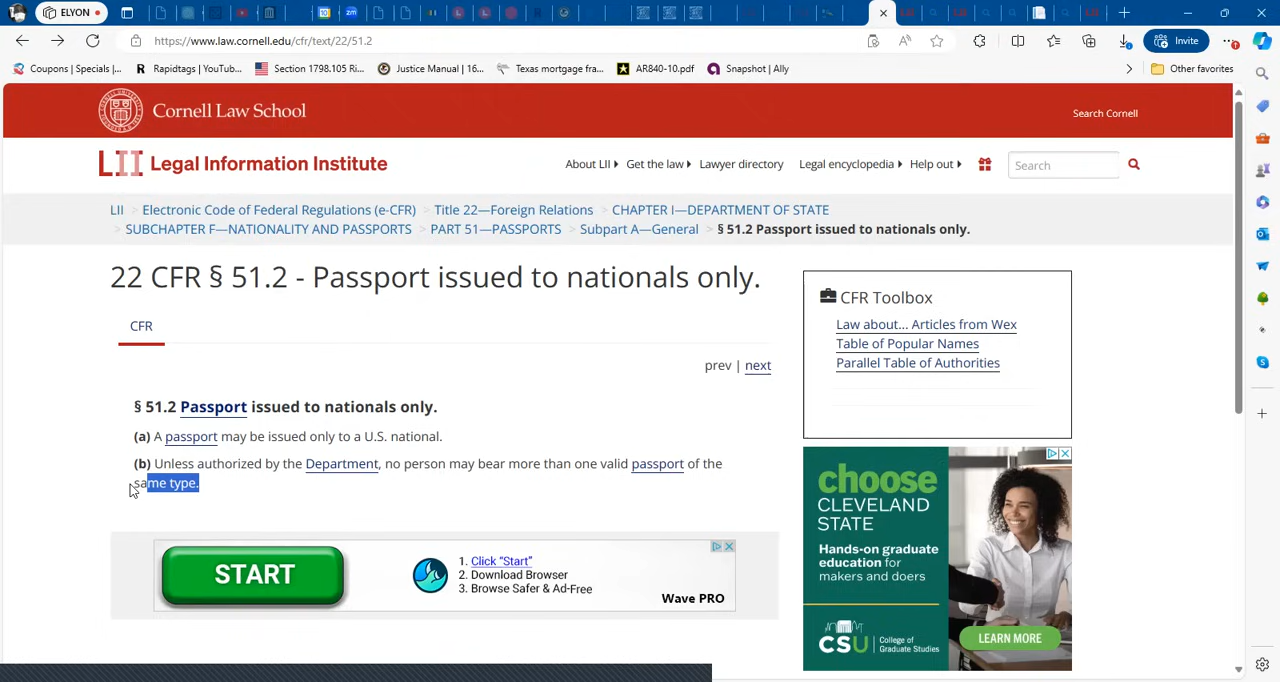 ELYON
https://www.law.cornell.edu/cfr/text/22/51.2
Invite
Coupons | Specials |...
Rapidtags | YouTub...
Section 1798.105 Ri...
Justice Manual | 16...
Texas mortgage fra...
AR840-10.pdf
Snapshot | Ally
Other favorites
Cornell Law School
Search Cornell
LII Legal Information Institute
About LII
Get the law
Lawyer directory
Legal encyclopedia
Help out
Search
LII > Electronic Code of Federal Regulations (e-CFR) > Title 22—Foreign Relations > CHAPTER I—DEPARTMENT OF STATE
> SUBCHAPTER F—NATIONALITY AND PASSPORTS > PART 51—PASSPORTS > Subpart A—General > § 51.2 Passport issued to nationals only.
22 CFR § 51.2 - Passport issued to nationals only.
CFR
prev | next
§ 51.2 Passport issued to nationals only.
(a) A passport may be issued only to a U.S. national.
(b) Unless authorized by the Department, no person may bear more than one valid passport of the
same type.
CFR Toolbox
Law about... Articles from Wex
Table of Popular Names
Parallel Table of Authorities
START
1. Click “Start”
2. Download Browser
3. Browse Safer & Ad-Free
Wave PRO
choose
CLEVELAND
STATE
Hands-on graduate
education for
makers and doers
CSU
College of
Graduate Studies
LEARN MORE